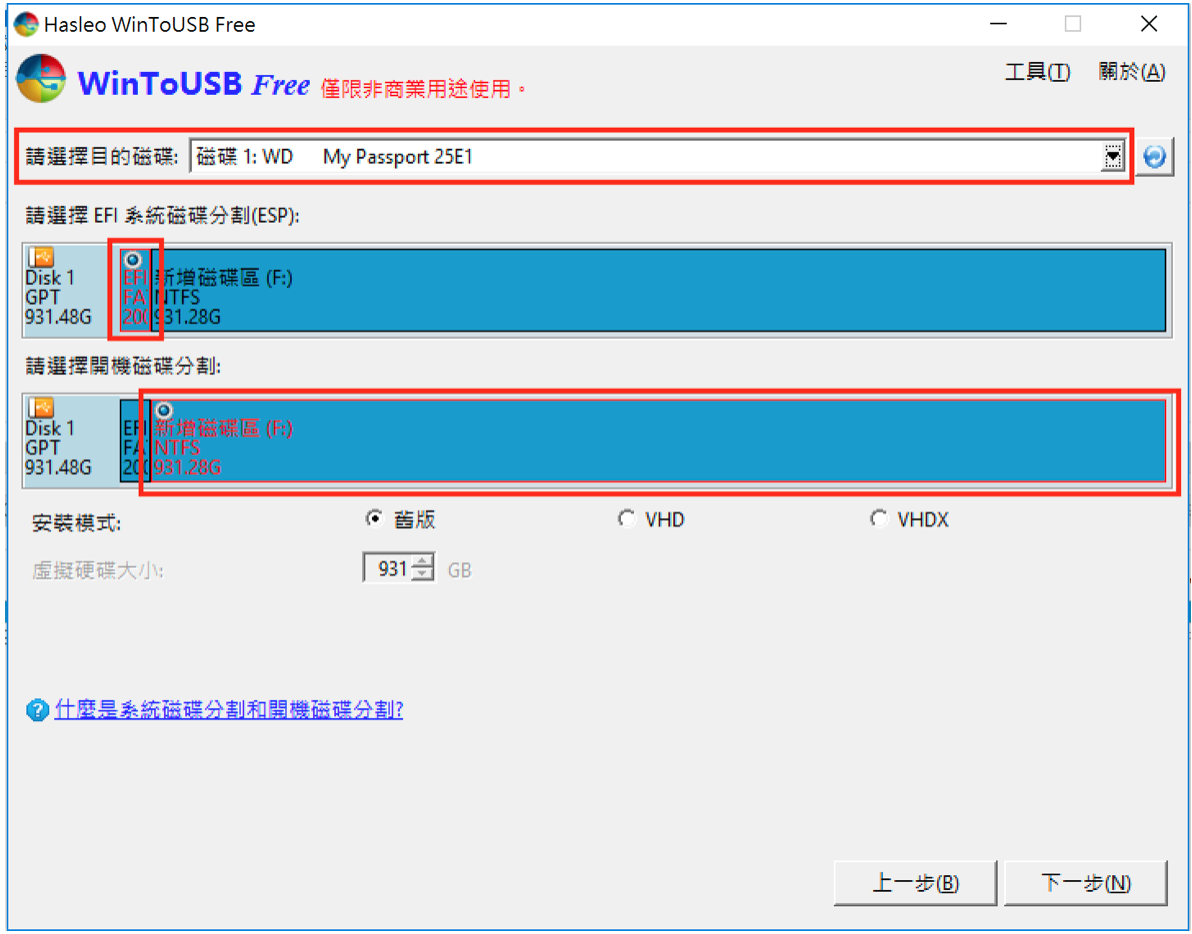 Hasleo WinToUSB Free
WinToUSB Free 僅限非商業用途使用。
工具(T) 關於(A)
請選擇目的磁碟: 磁碟 1: WD My Passport 25E1
請選擇 EFI 系統磁碟分割(ESP):
Disk 1
GPT
931.48G
EFI
FA
200
新增磁碟區 (F:)
NTFS
931.28G
請選擇開機磁碟分割:
Disk 1
GPT
931.48G
EFI
FA
200
新增磁碟區 (F:)
NTFS
931.28G
安裝模式: 舊版 VHD VHDX
虛擬硬碟大小: 931 GB
什麼是系統磁碟分割和開機磁碟分割?
上一步(B) 下一步(N)